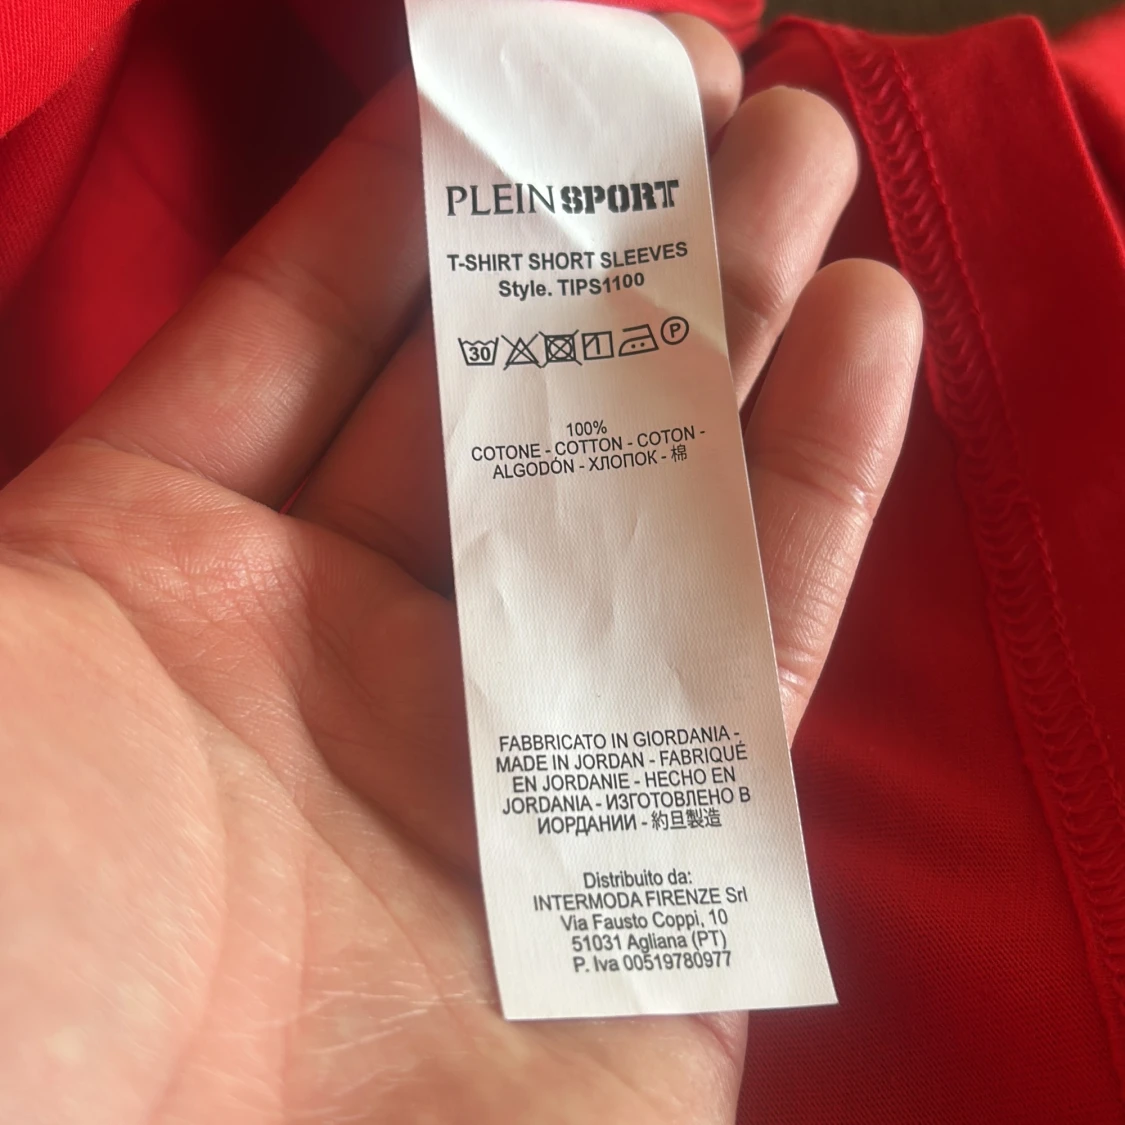 PLEIN SPORT
T-SHIRT SHORT SLEEVES
Style. TIPS1100
30 1 P
100%
COTONE - COTTON - COTON -
ALGODÓN - ХЛОПОК - 棉
FABBRICATO IN GIORDANIA -
MADE IN JORDAN - FABRIQUÉ
EN JORDANIE - HECHO EN
JORDANIA - ИЗГОТОВЛЕНО В
ИОРДАНИИ - 約旦製造
Distribuito da:
INTERMODA FIRENZE Srl
Via Fausto Coppi, 10
51031 Agliana (PT)
P. Iva 00519780977